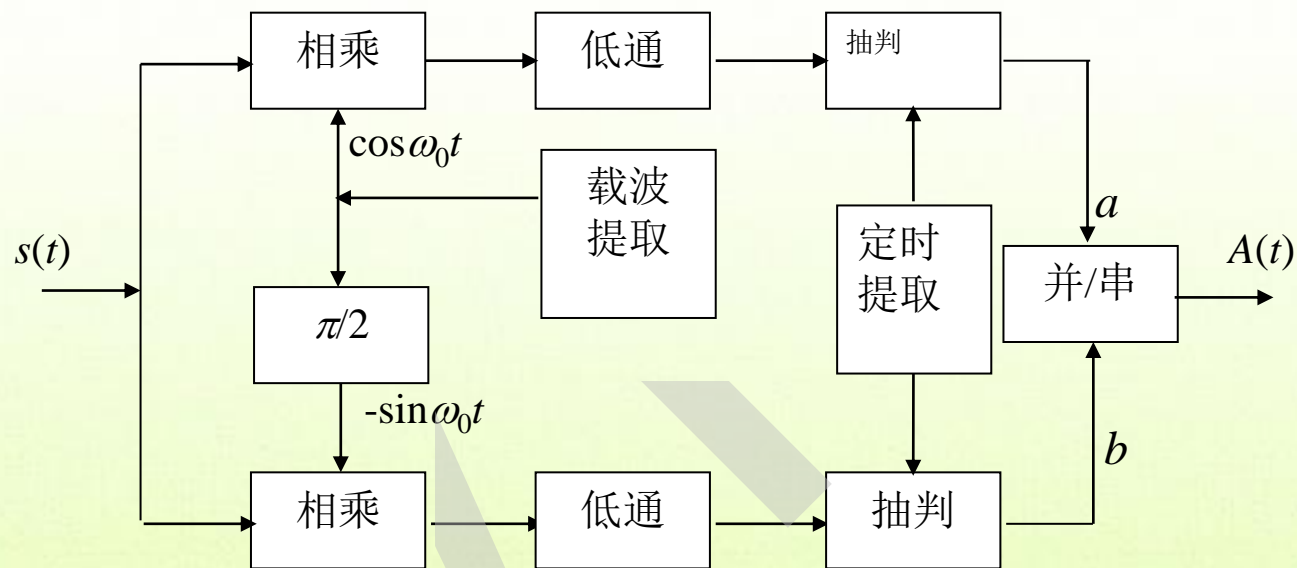 相乘
低通
抽判
cosω₀t
载波
提取
定时
提取
a
s(t)
A(t)
并/串
π/2
-sinω₀t
b
相乘
低通
抽判